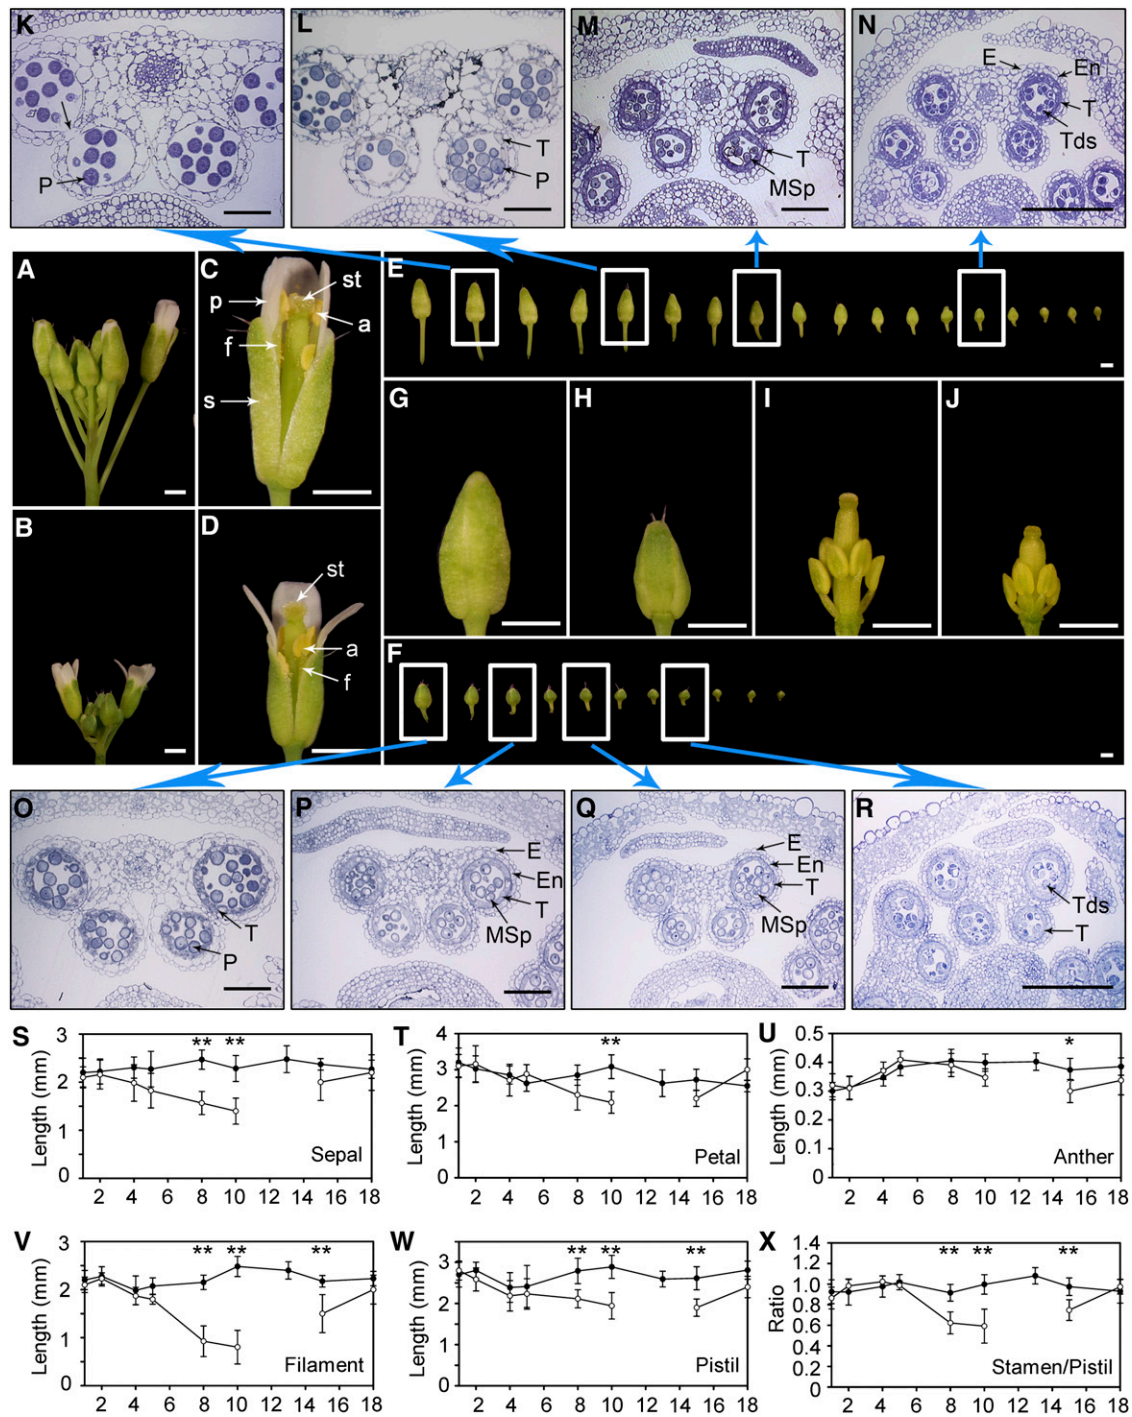 K
P
L
T
P
M
T
MSp
N
E
En
T
Tds
A
B
C
st
p
a
f
s
D
st
a
f
E
G
H
I
J
F
O
T
P
P
E
En
T
MSp
Q
E
En
T
MSp
R
Tds
T
S
Length (mm)
3
2
1
0
** **
Sepal
2 4 6 8 10 12 14 16 18
T
Length (mm)
4
3
2
1
0
**
Petal
2 4 6 8 10 12 14 16 18
U
Length (mm)
0.5
0.4
0.3
0.2
0.1
0
*
Anther
2 4 6 8 10 12 14 16 18
V
Length (mm)
3
2
1
0
** ** **
Filament
2 4 6 8 10 12 14 16 18
W
Length (mm)
3
2
1
0
** ** **
Pistil
2 4 6 8 10 12 14 16 18
X
Ratio
1.4
1.2
1.0
0.8
0.6
0.4
0.2
0
** ** **
Stamen/Pistil
2 4 6 8 10 12 14 16 18